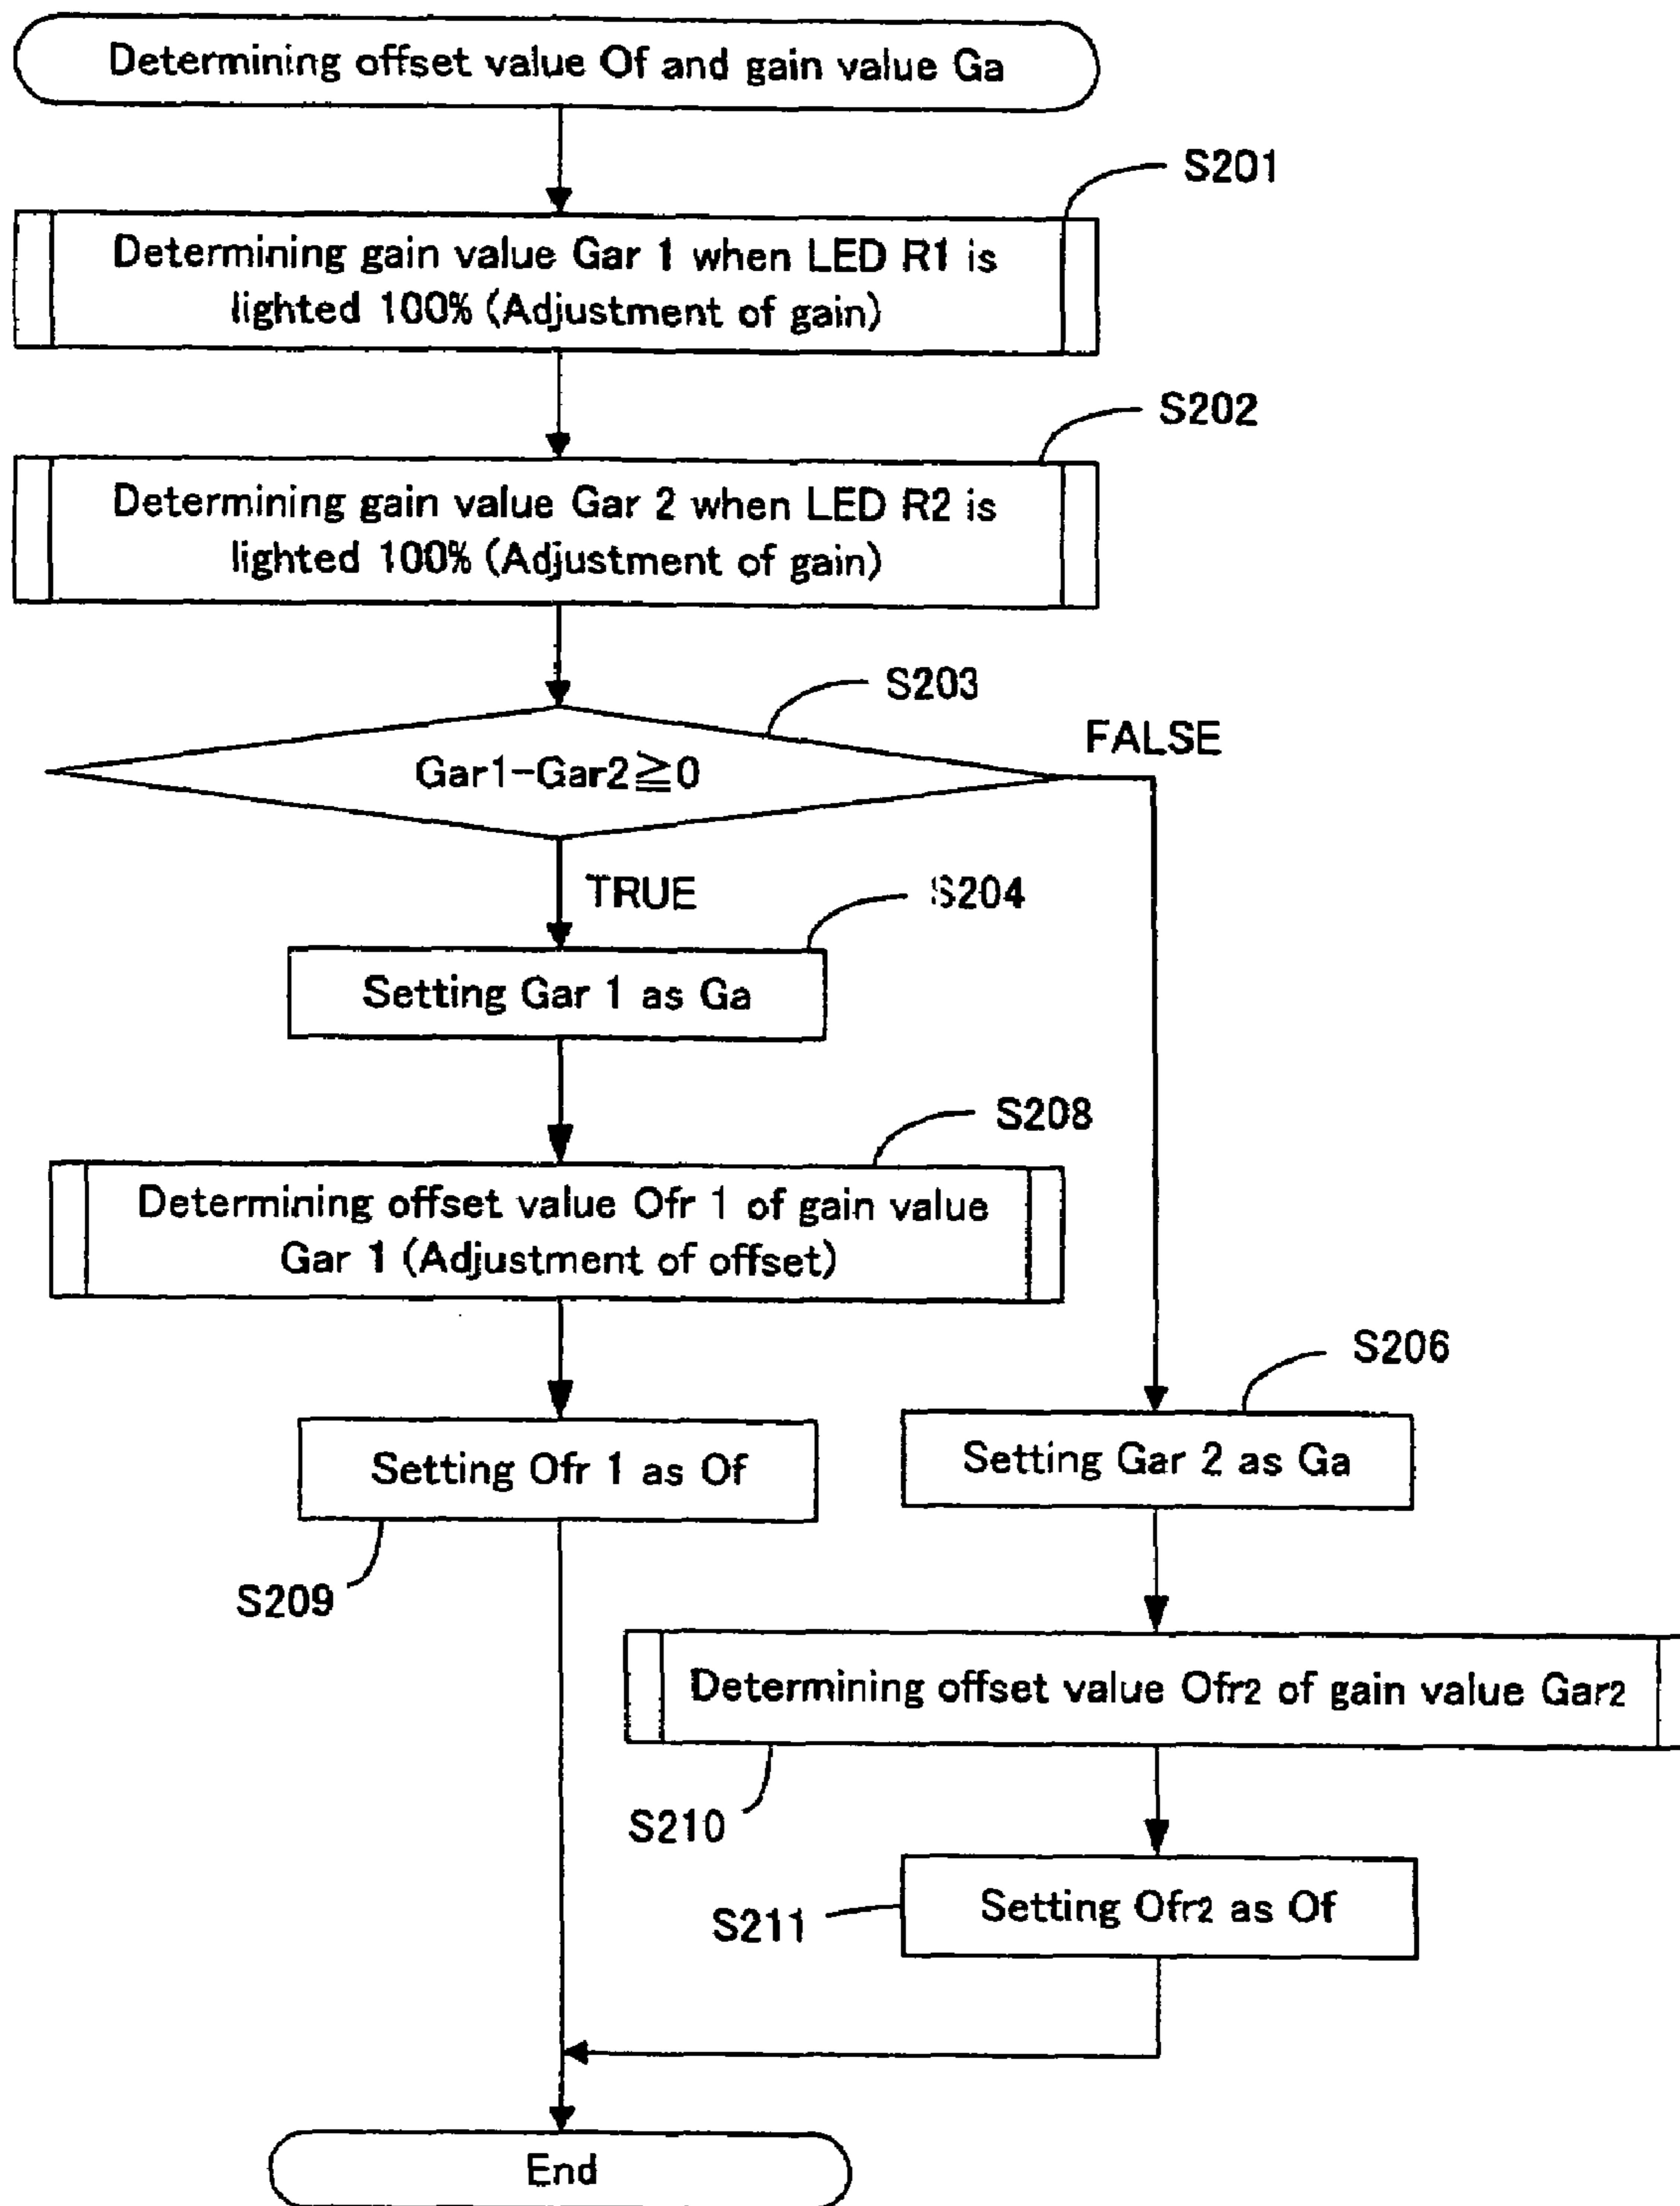 Determining offset value Of and gain value Ga
S201
Determining gain value Gar 1 when LED R1 is
lighted 100% (Adjustment of gain)
S202
Determining gain value Gar 2 when LED R2 is
lighted 100% (Adjustment of gain)
S203
Gar1-Gar2≧0
FALSE
TRUE
S204
Setting Gar 1 as Ga
S208
Determining offset value Ofr 1 of gain value
Gar 1 (Adjustment of offset)
S206
Setting Ofr 1 as Of
Setting Gar 2 as Ga
S209
Determining offset value Ofr2 of gain value Gar2
S210
Setting Ofr2 as Of
S211
End